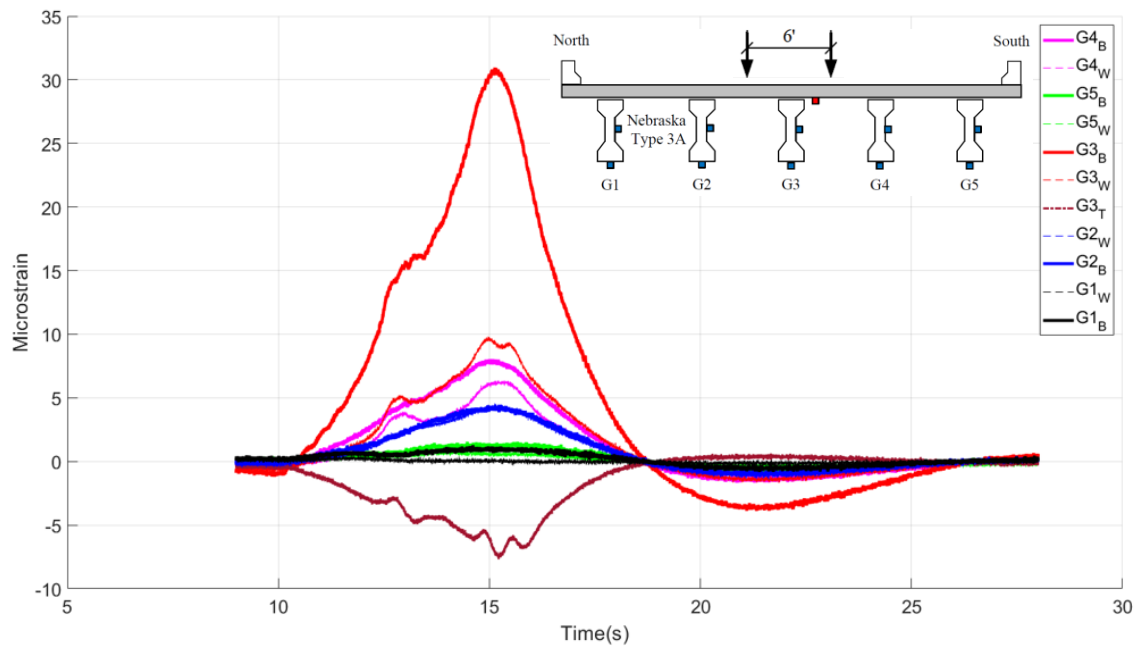 35
30
25
20
15
10
5
0
-5
-10
Microstrain
5 10 15 20 25 30
Time(s)
North
6'
South
Nebraska
Type 3A
G1 G2 G3 G4 G5
G4B
G4W
G5B
G5W
G3B
G3W
G3T
G2W
G2B
G1W
G1B